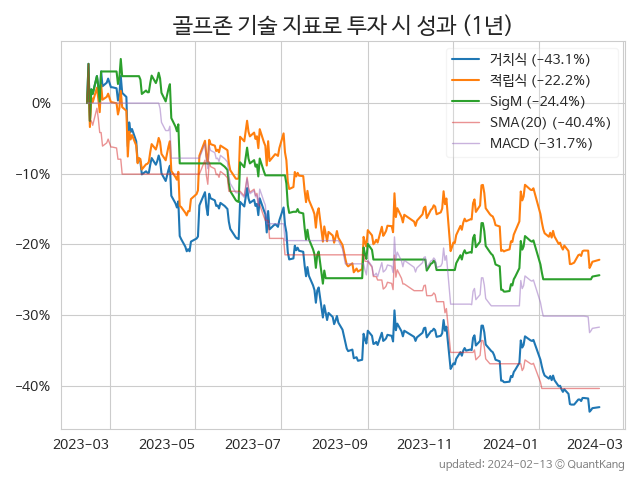 골프존 기술 지표로 투자 시 성과 (1년)
거치식 (−43.1%)
적립식 (−22.2%)
SigM (−24.4%)
SMA(20) (−40.4%)
MACD (−31.7%)
0%
−10%
−20%
−30%
−40%
2023-03 2023-05 2023-07 2023-09 2023-11 2024-01 2024-03
updated: 2024-02-13 © QuantKang